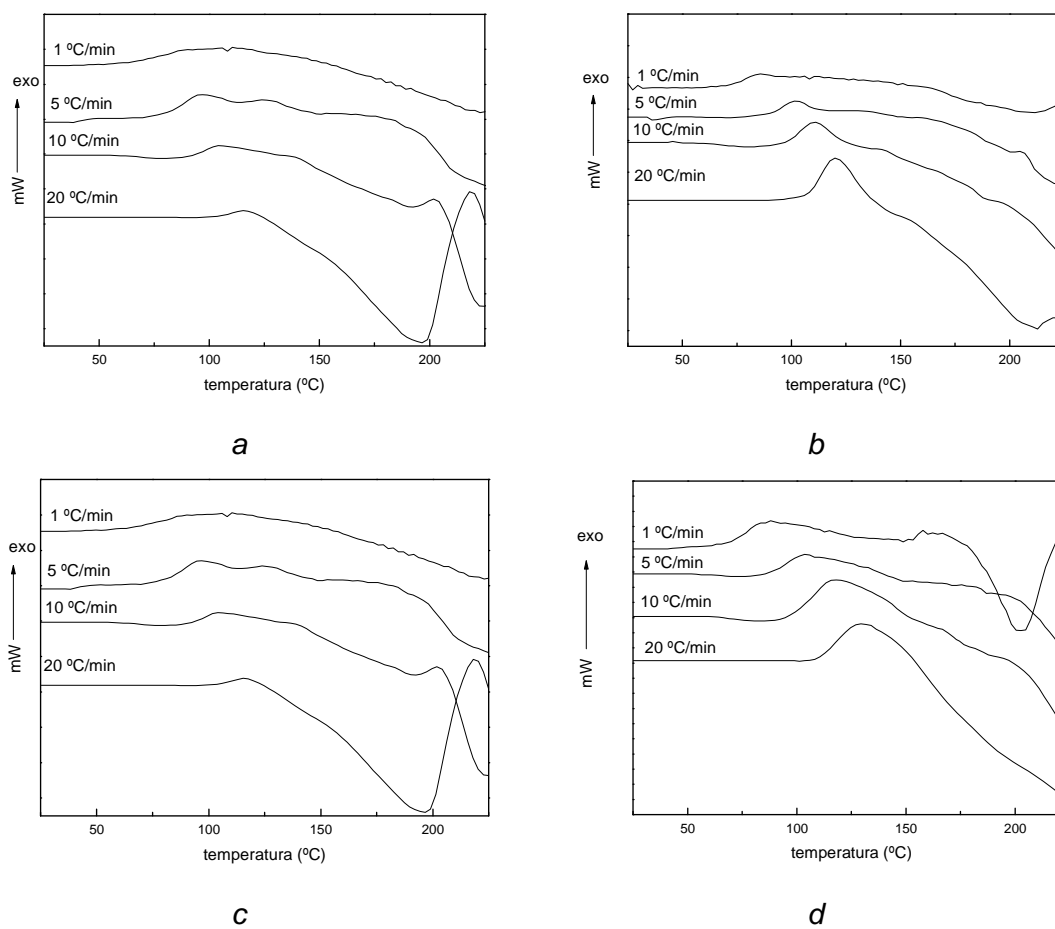 1 ºC/min
exo
5 ºC/min
10 ºC/min
mW
20 ºC/min
50 100 150 200
temperatura (ºC)
a
1 ºC/min
exo
5 ºC/min
10 ºC/min
mW
20 ºC/min
50 100 150 200
temperatura (ºC)
b
1 ºC/min
exo
5 ºC/min
10 ºC/min
mW
20 ºC/min
50 100 150 200
temperatura (ºC)
c
1 ºC/min
exo
5 ºC/min
10 ºC/min
mW
20 ºC/min
50 100 150 200
temperatura (ºC)
d